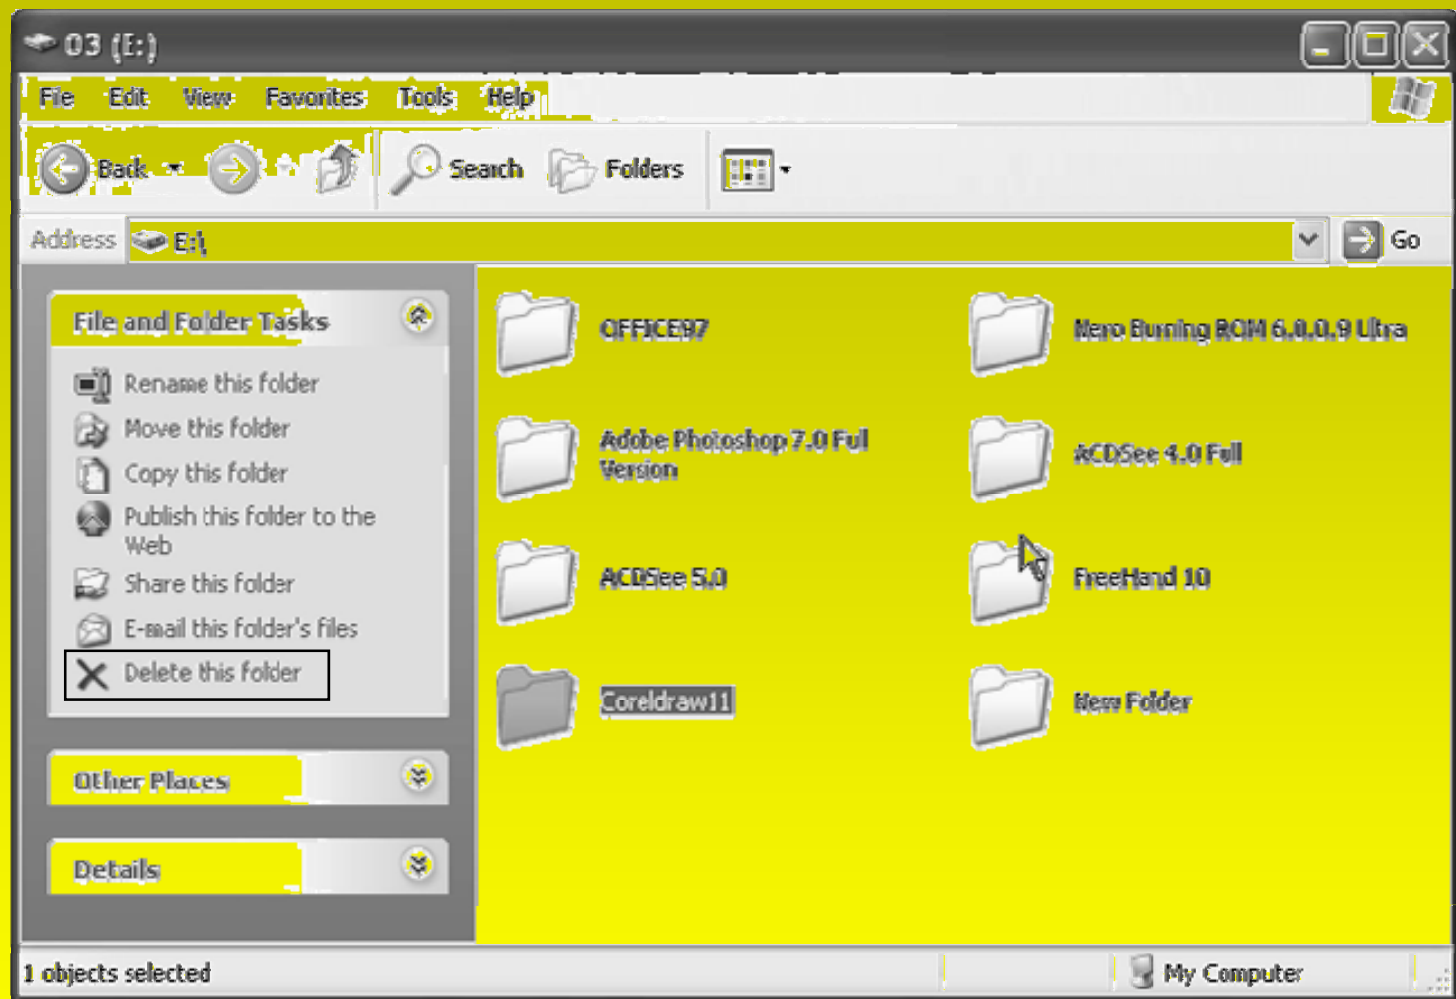 03 (E:)
File Edit View Favorites Tools Help
Back Search Folders
Address E:\ Go
File and Folder Tasks
Rename this folder
Move this folder
Copy this folder
Publish this folder to the
Web
Share this folder
E-mail this folder's files
Delete this folder
Other Places
Details
OFFICE97
Nero Burning ROM 6.0.0.9 Ultra
Adobe Photoshop 7.0 Full
Version
ACDSee 4.0 Full
ACDSee 5.0
FreeHand 10
Coreldraw11
New Folder
1 objects selected
My Computer